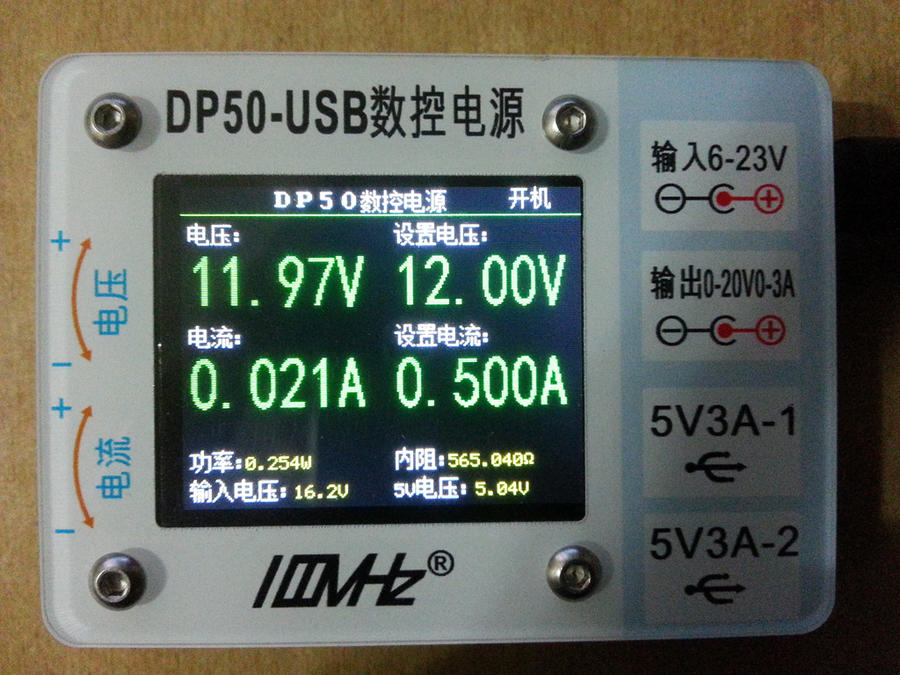 DP50-USB数控电源
DP50数控电源 开机
电压: 设置电压:
11.97V 12.00V
电流: 设置电流:
0.021A 0.500A
功率:0.254W 内阻:565.040Ω
输入电压:16.2V 5V电压:5.04V
+
电压
-
+
电流
-
输入6-23V
- +
输出0-20V0-3A
- +
5V3A-1
5V3A-2
100MHz®